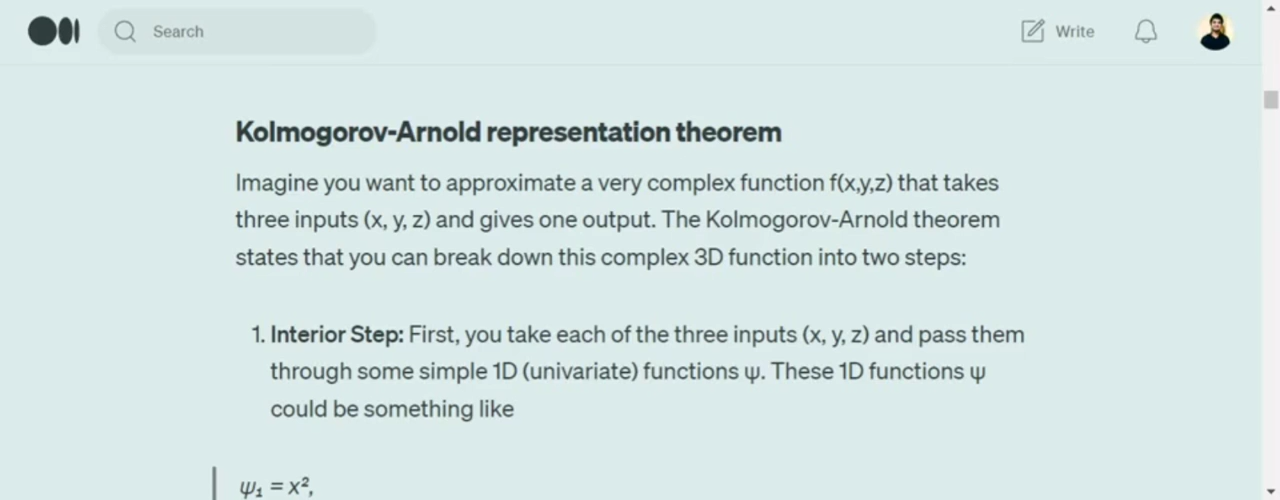 Search
Write
Kolmogorov-Arnold representation theorem
Imagine you want to approximate a very complex function f(x,y,z) that takes
three inputs (x, y, z) and gives one output. The Kolmogorov-Arnold theorem
states that you can break down this complex 3D function into two steps:
1. Interior Step: First, you take each of the three inputs (x, y, z) and pass them
through some simple 1D (univariate) functions ψ. These 1D functions ψ
could be something like
ψ₁ = x²,